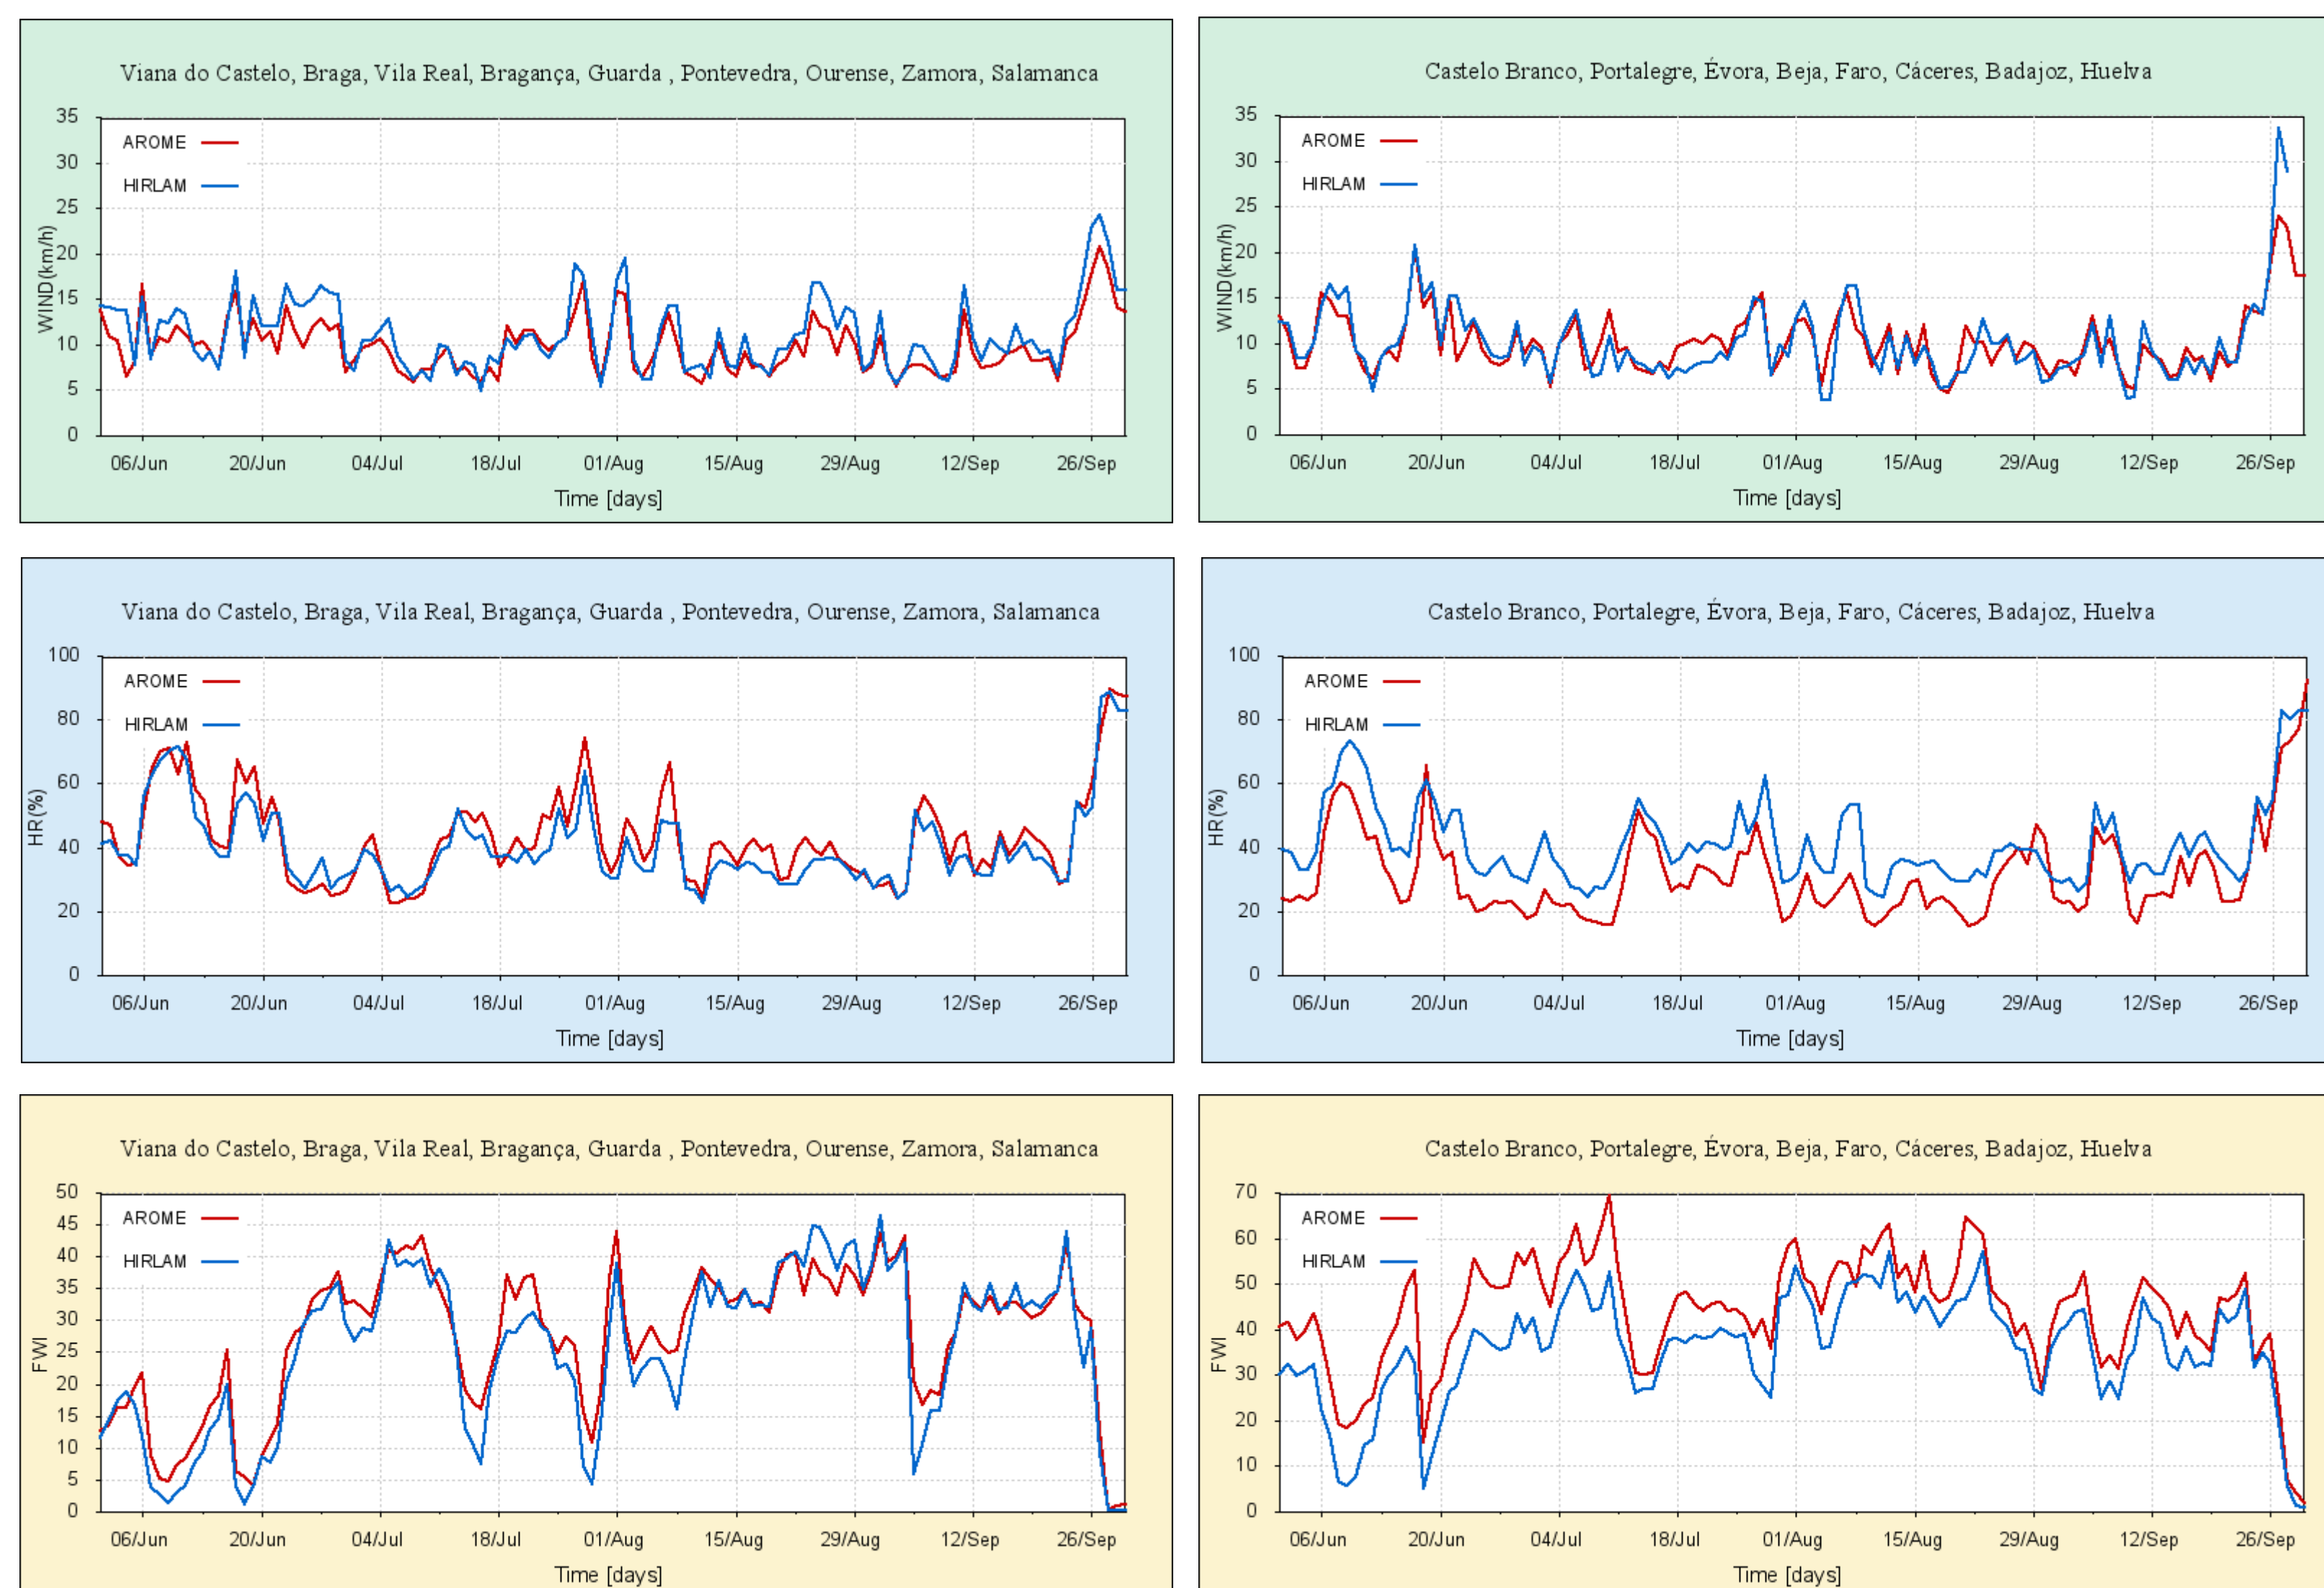 Viana do Castelo, Braga, Vila Real, Bragança, Guarda , Pontevedra, Ourense, Zamora, Salamanca
35
30
25
20
15
10
5
0
WIND(km/h)
AROME
HIRLAM
06/Jun 20/Jun 04/Jul 18/Jul 01/Aug 15/Aug 29/Aug 12/Sep 26/Sep
Time [days]
Castelo Branco, Portalegre, Évora, Beja, Faro, Cáceres, Badajoz, Huelva
35
30
25
20
15
10
5
0
WIND(km/h)
AROME
HIRLAM
06/Jun 20/Jun 04/Jul 18/Jul 01/Aug 15/Aug 29/Aug 12/Sep 26/Sep
Time [days]
Viana do Castelo, Braga, Vila Real, Bragança, Guarda , Pontevedra, Ourense, Zamora, Salamanca
100
80
60
40
20
0
HR(%)
AROME
HIRLAM
06/Jun 20/Jun 04/Jul 18/Jul 01/Aug 15/Aug 29/Aug 12/Sep 26/Sep
Time [days]
Castelo Branco, Portalegre, Évora, Beja, Faro, Cáceres, Badajoz, Huelva
100
80
60
40
20
0
HR(%)
AROME
HIRLAM
06/Jun 20/Jun 04/Jul 18/Jul 01/Aug 15/Aug 29/Aug 12/Sep 26/Sep
Time [days]
Viana do Castelo, Braga, Vila Real, Bragança, Guarda , Pontevedra, Ourense, Zamora, Salamanca
50
45
40
35
30
25
20
15
10
5
0
FWI
AROME
HIRLAM
06/Jun 20/Jun 04/Jul 18/Jul 01/Aug 15/Aug 29/Aug 12/Sep 26/Sep
Time [days]
Castelo Branco, Portalegre, Évora, Beja, Faro, Cáceres, Badajoz, Huelva
70
60
50
40
30
20
10
0
FWI
AROME
HIRLAM
06/Jun 20/Jun 04/Jul 18/Jul 01/Aug 15/Aug 29/Aug 12/Sep 26/Sep
Time [days]